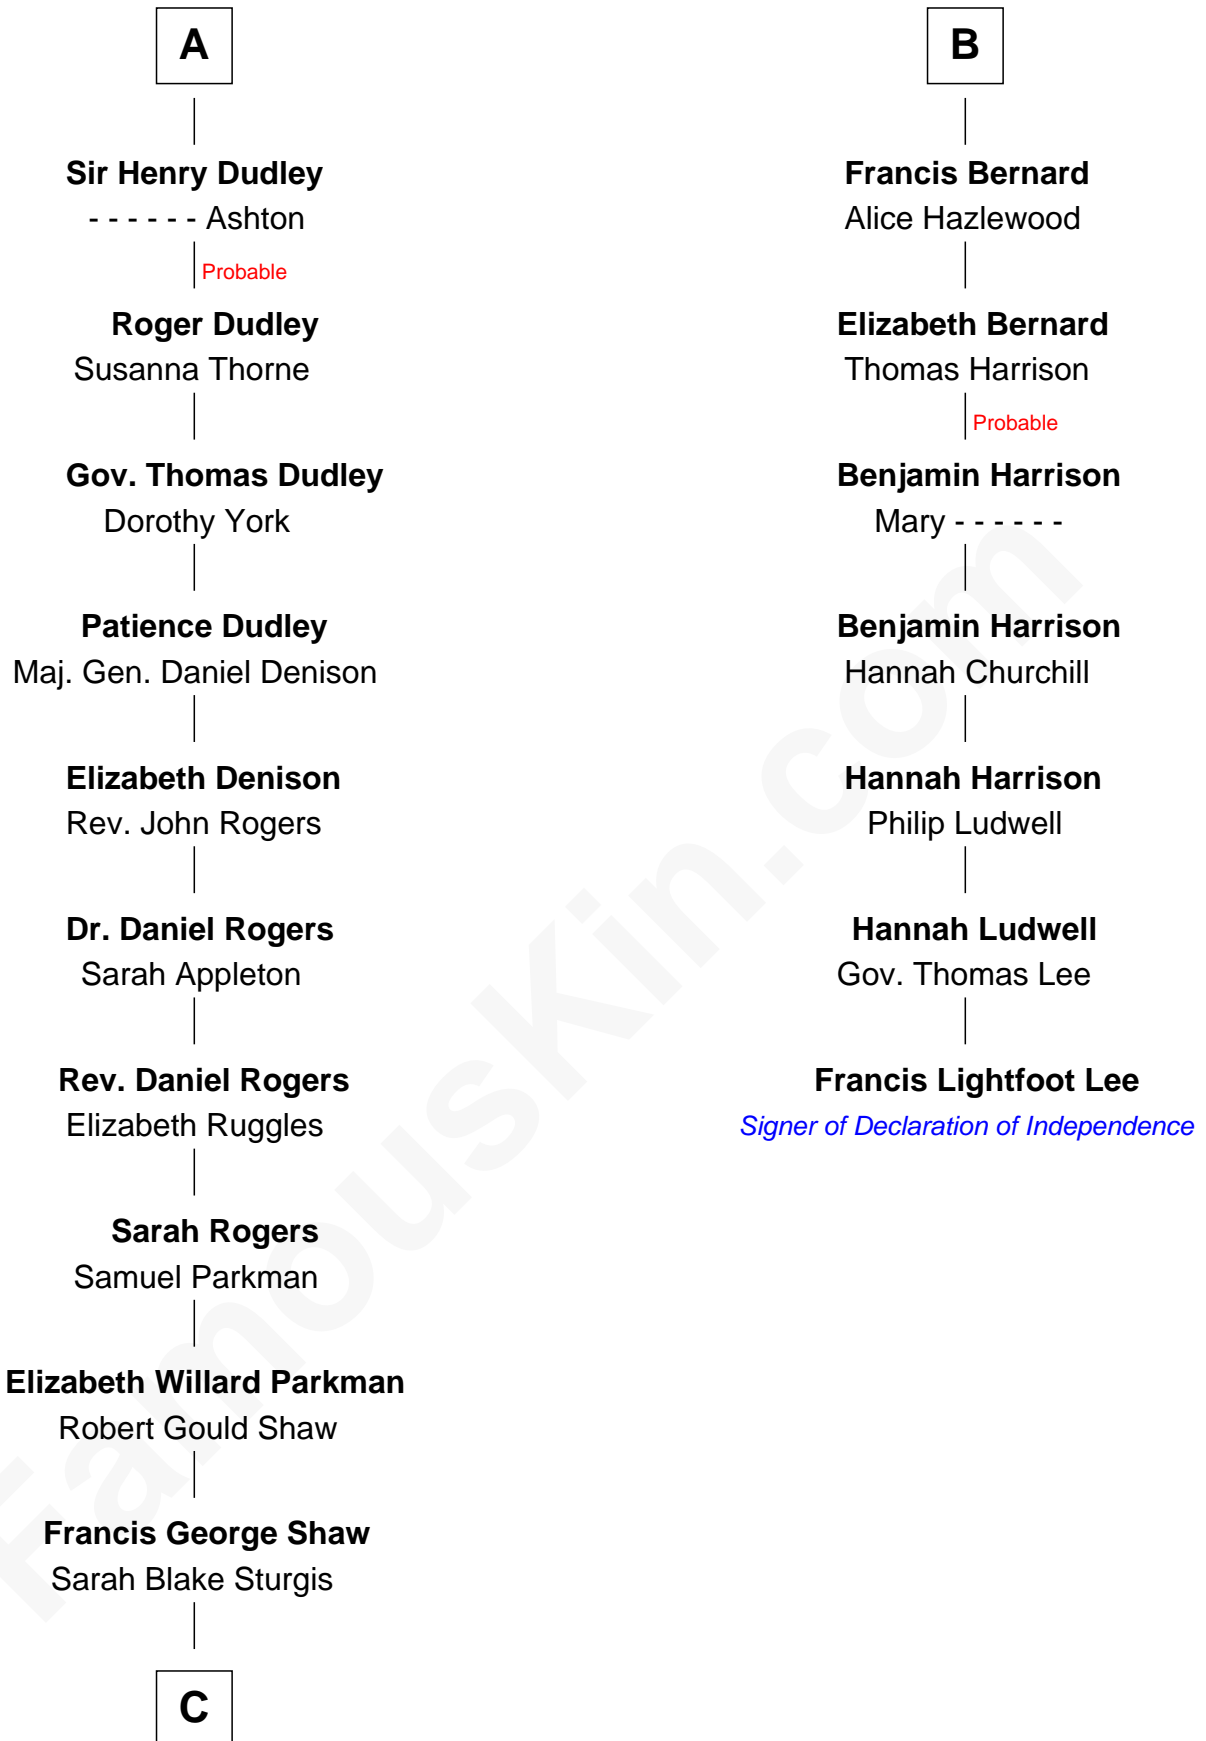 A
Sir Henry Dudley
- - - - - - Ashton
Probable
Roger Dudley
Susanna Thorne
Gov. Thomas Dudley
Dorothy York
Patience Dudley
Maj. Gen. Daniel Denison
Elizabeth Denison
Rev. John Rogers
Dr. Daniel Rogers
Sarah Appleton
Rev. Daniel Rogers
Elizabeth Ruggles
Sarah Rogers
Samuel Parkman
Elizabeth Willard Parkman
Robert Gould Shaw
Francis George Shaw
Sarah Blake Sturgis
C
B
Francis Bernard
Alice Hazlewood
Elizabeth Bernard
Thomas Harrison
Probable
Benjamin Harrison
Mary - - - - - -
Benjamin Harrison
Hannah Churchill
Hannah Harrison
Philip Ludwell
Hannah Ludwell
Gov. Thomas Lee
Francis Lightfoot Lee
Signer of Declaration of Independence
FamousKin.com